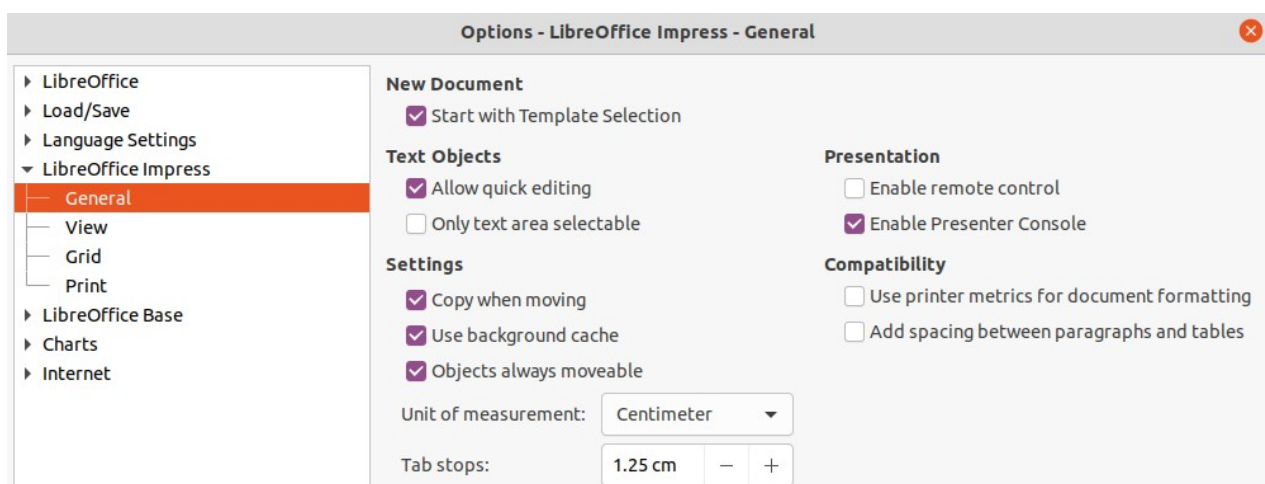 Options - LibreOffice Impress - General
LibreOffice
Load/Save
Language Settings
LibreOffice Impress
General
View
Grid
Print
LibreOffice Base
Charts
Internet
New Document
Start with Template Selection
Text Objects
Allow quick editing
Only text area selectable
Settings
Copy when moving
Use background cache
Objects always moveable
Unit of measurement: Centimeter
Tab stops: 1.25 cm − +
Presentation
Enable remote control
Enable Presenter Console
Compatibility
Use printer metrics for document formatting
Add spacing between paragraphs and tables